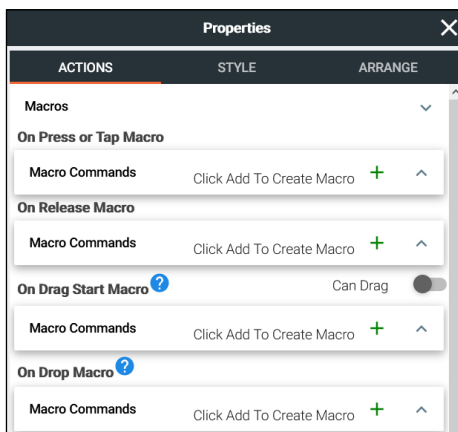 Properties
ACTIONS STYLE ARRANGE
Macros
On Press or Tap Macro
Macro Commands Click Add To Create Macro
On Release Macro
Macro Commands Click Add To Create Macro
On Drag Start Macro ? Can Drag
Macro Commands Click Add To Create Macro
On Drop Macro ?
Macro Commands Click Add To Create Macro